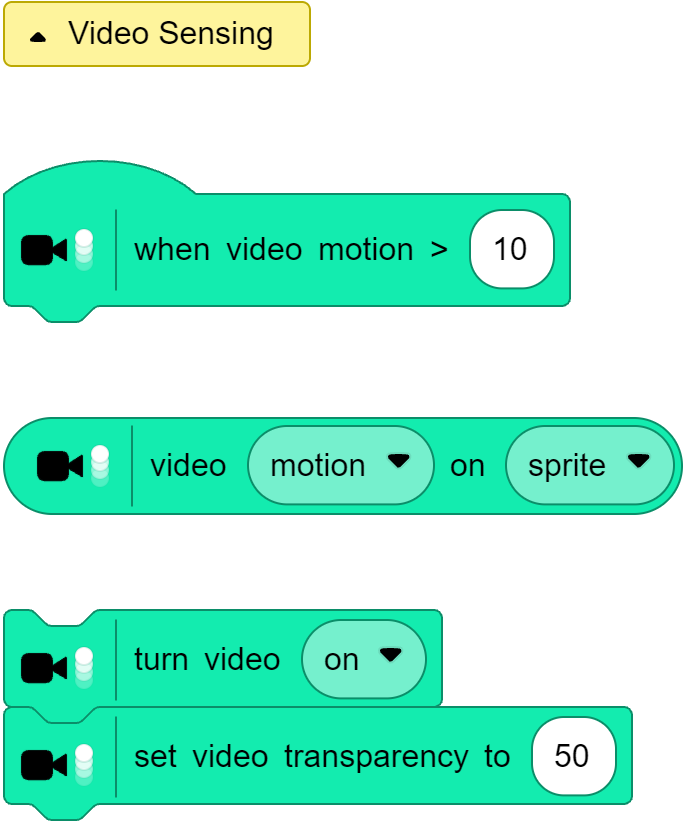 Video Sensing
when video motion > 10
video motion on sprite
turn video on
set video transparency to 50